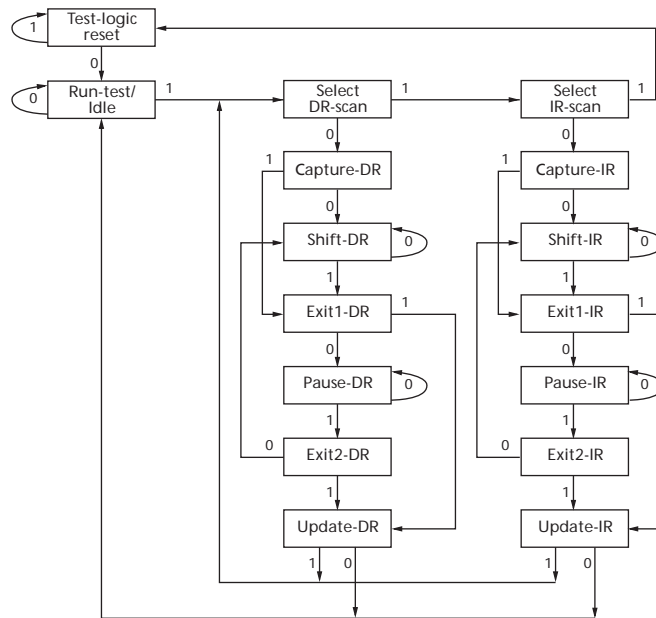 Test-logic
reset
1
0
Run-test/
Idle
0
1
Select
DR-scan
1
Select
IR-scan
1
0
0
1
Capture-DR
1
Capture-IR
0
0
Shift-DR
0
Shift-IR
0
1
1
Exit1-DR
1
Exit1-IR
1
0
0
Pause-DR
0
Pause-IR
0
1
1
0
Exit2-DR
0
Exit2-IR
1
1
Update-DR
Update-IR
1
0
1
0